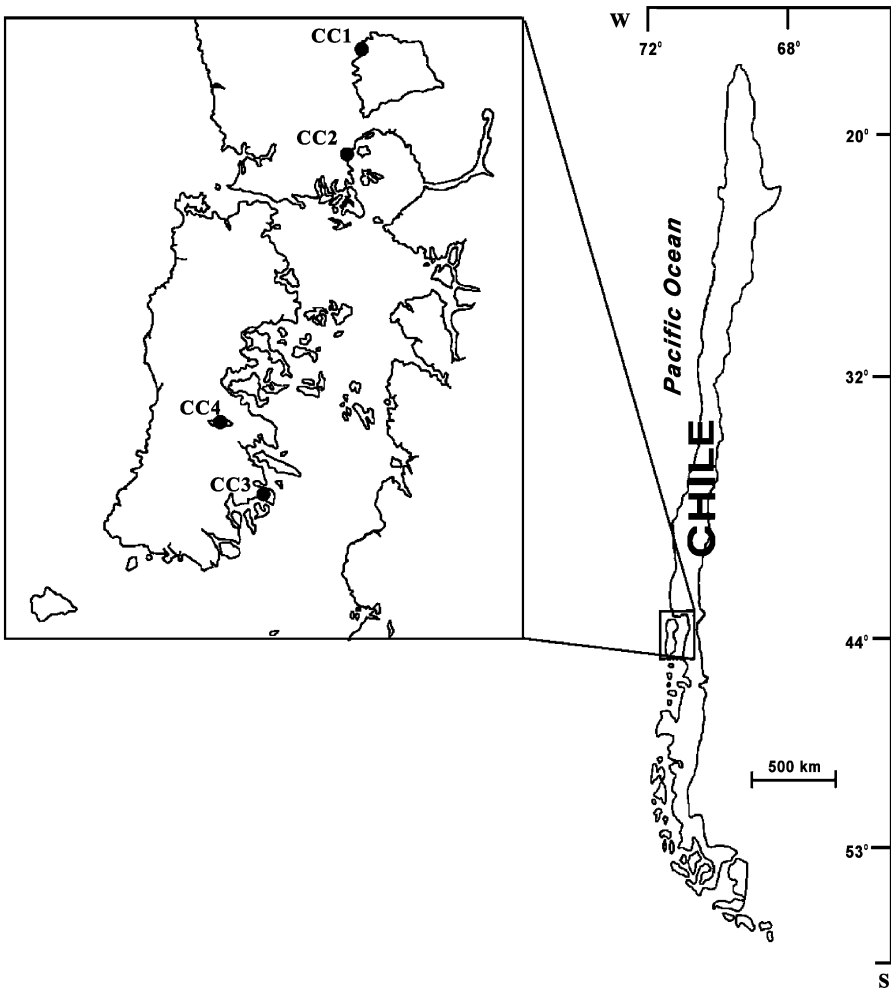 W
72° 68°
CC1
CC2
20°
Pacific Ocean
32°
CC4
CHILE
CC3
44°
500 km
53°
S